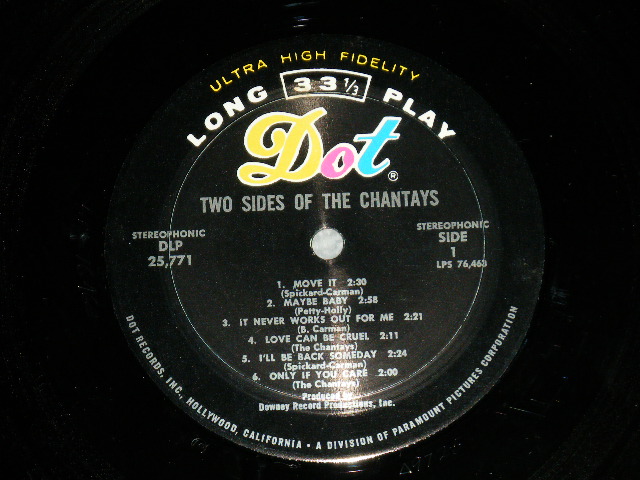 ULTRA HIGH FIDELITY
LONG 33 1/3 PLAY
Dot®
TWO SIDES OF THE CHANTAYS
STEREOPHONIC
DLP
25,771
STEREOPHONIC
SIDE
1
LPS 76,463
1. MOVE IT 2:30
(Spickard-Carman)
2. MAYBE BABY 2:58
(Petty-Holly)
3. IT NEVER WORKS OUT FOR ME 2:21
(B. Carman)
4. LOVE CAN BE CRUEL 2:11
(The Chantays)
5. I'LL BE BACK SOMEDAY 2:24
(Spickard-Carman)
6. ONLY IF YOU CARE 2:00
(The Chantays)
Produced by
Downey Record Productions, Inc.
DOT RECORDS, INC., HOLLYWOOD, CALIFORNIA • A DIVISION OF PARAMOUNT PICTURES CORPORATION